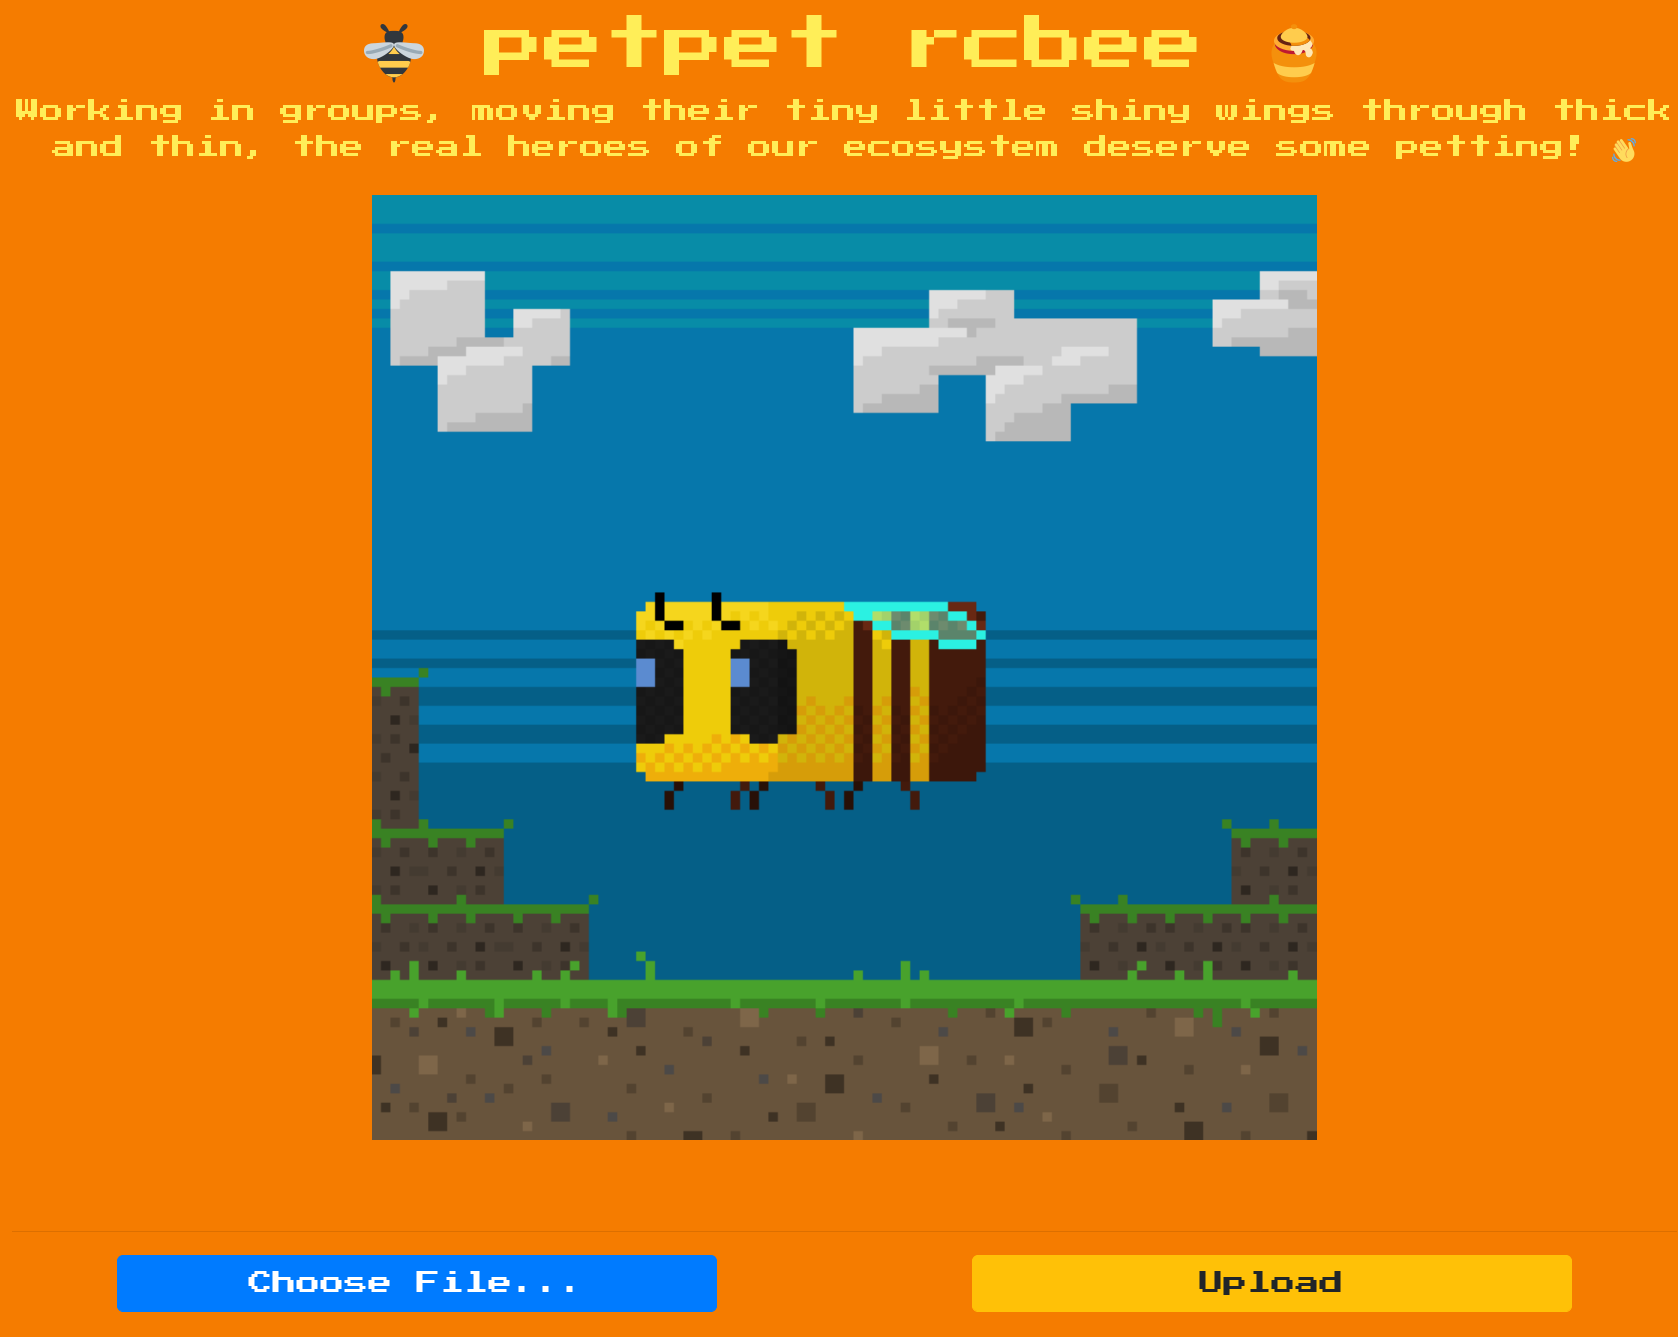 petpet rcbee
Working in groups, moving their tiny little shiny wings through thick
and thin, the real heroes of our ecosystem deserve some petting!
Choose File...
Upload